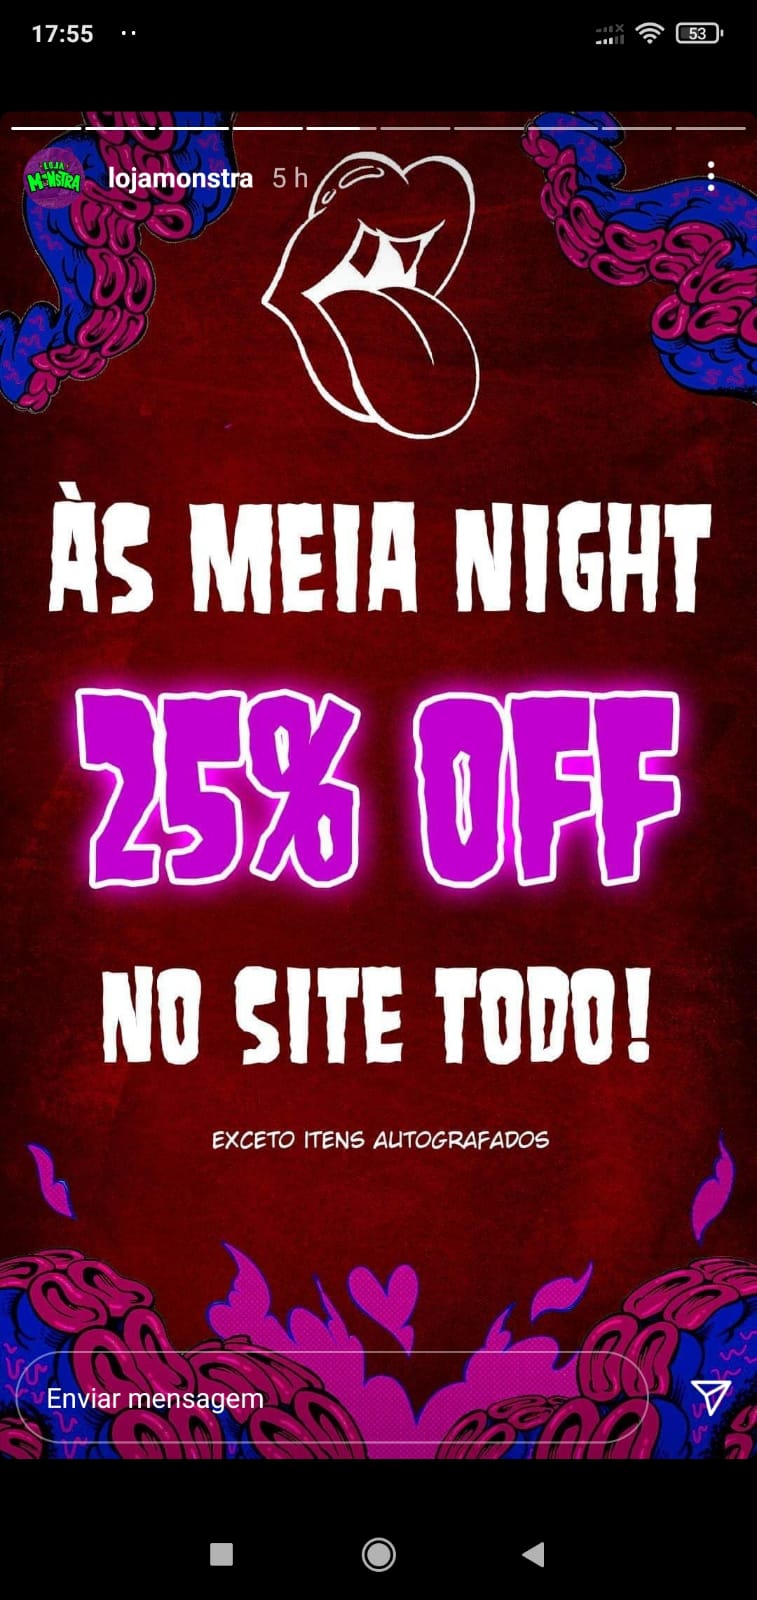 17:55
53
LOJA
MONSTRA
lojamonstra 5 h
ÀS MEIA NIGHT
25% OFF
NO SITE TODO!
EXCETO ITENS AUTOGRAFADOS
Enviar mensagem